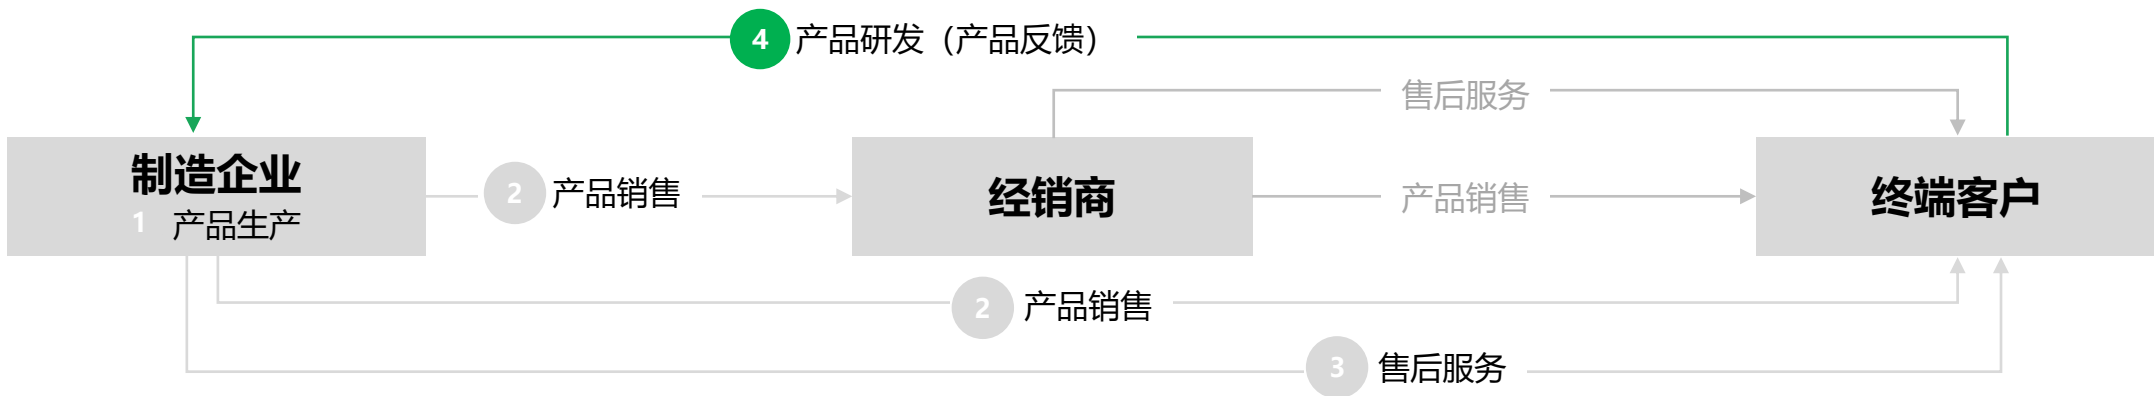 4 产品研发（产品反馈）
售后服务
制造企业
1 产品生产
2 产品销售
经销商
产品销售
终端客户
2 产品销售
3 售后服务